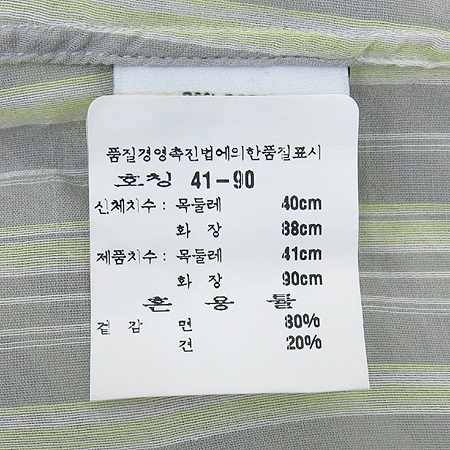 품질경영촉진법에의한품질표시
호칭 41-90
신체치수 : 목둘레 40cm
화 장 88cm
제품치수 : 목둘레 41cm
화 장 90cm
혼 용 률
겉 감 면 80%
견 20%